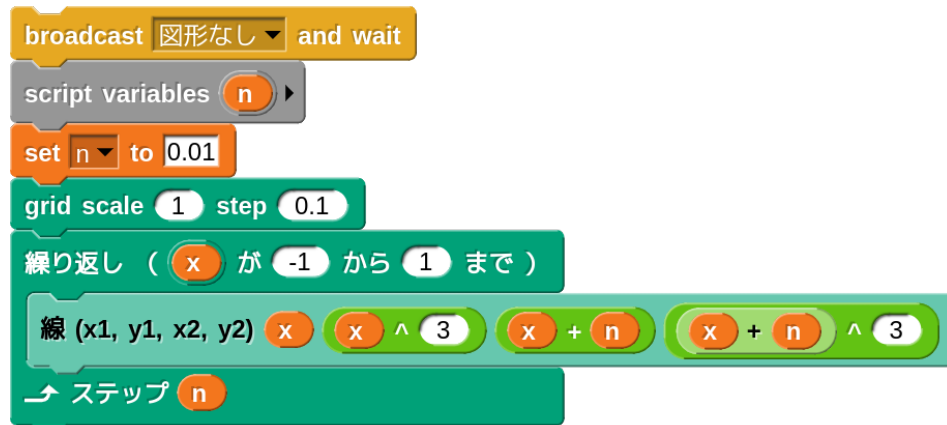 broadcast 図形なし and wait
script variables n
set n to 0.01
grid scale 1 step 0.1
繰り返し ( x が -1 から 1 まで )
線 (x1, y1, x2, y2) x x ^ 3 x + n x + n ^ 3
ステップ n